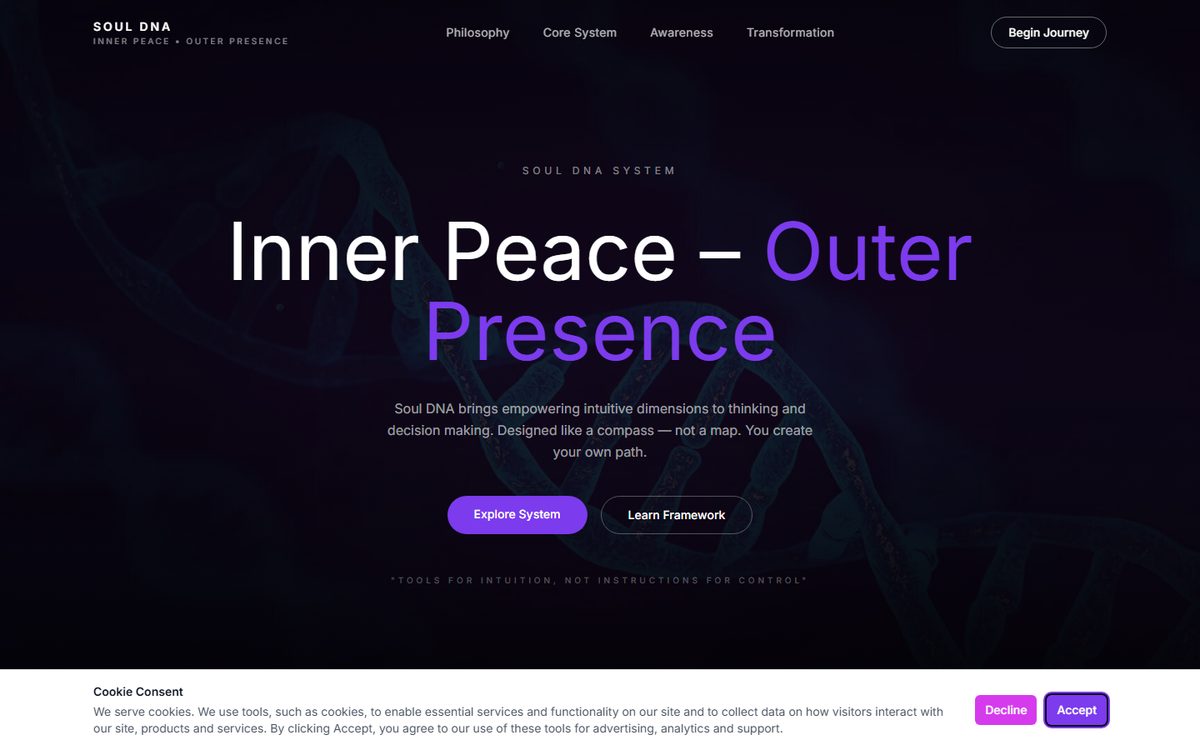 SOUL DNA
INNER PEACE • OUTER PRESENCE
Philosophy
Core System
Awareness
Transformation
Begin Journey
SOUL DNA SYSTEM
Inner Peace – Outer
Presence
Soul DNA brings empowering intuitive dimensions to thinking and
decision making. Designed like a compass — not a map. You create
your own path.
Explore System
Learn Framework
"TOOLS FOR INTUITION, NOT INSTRUCTIONS FOR CONTROL"
Cookie Consent
We serve cookies. We use tools, such as cookies, to enable essential services and functionality on our site and to collect data on how visitors interact with
our site, products and services. By clicking Accept, you agree to our use of these tools for advertising, analytics and support.
Decline
Accept